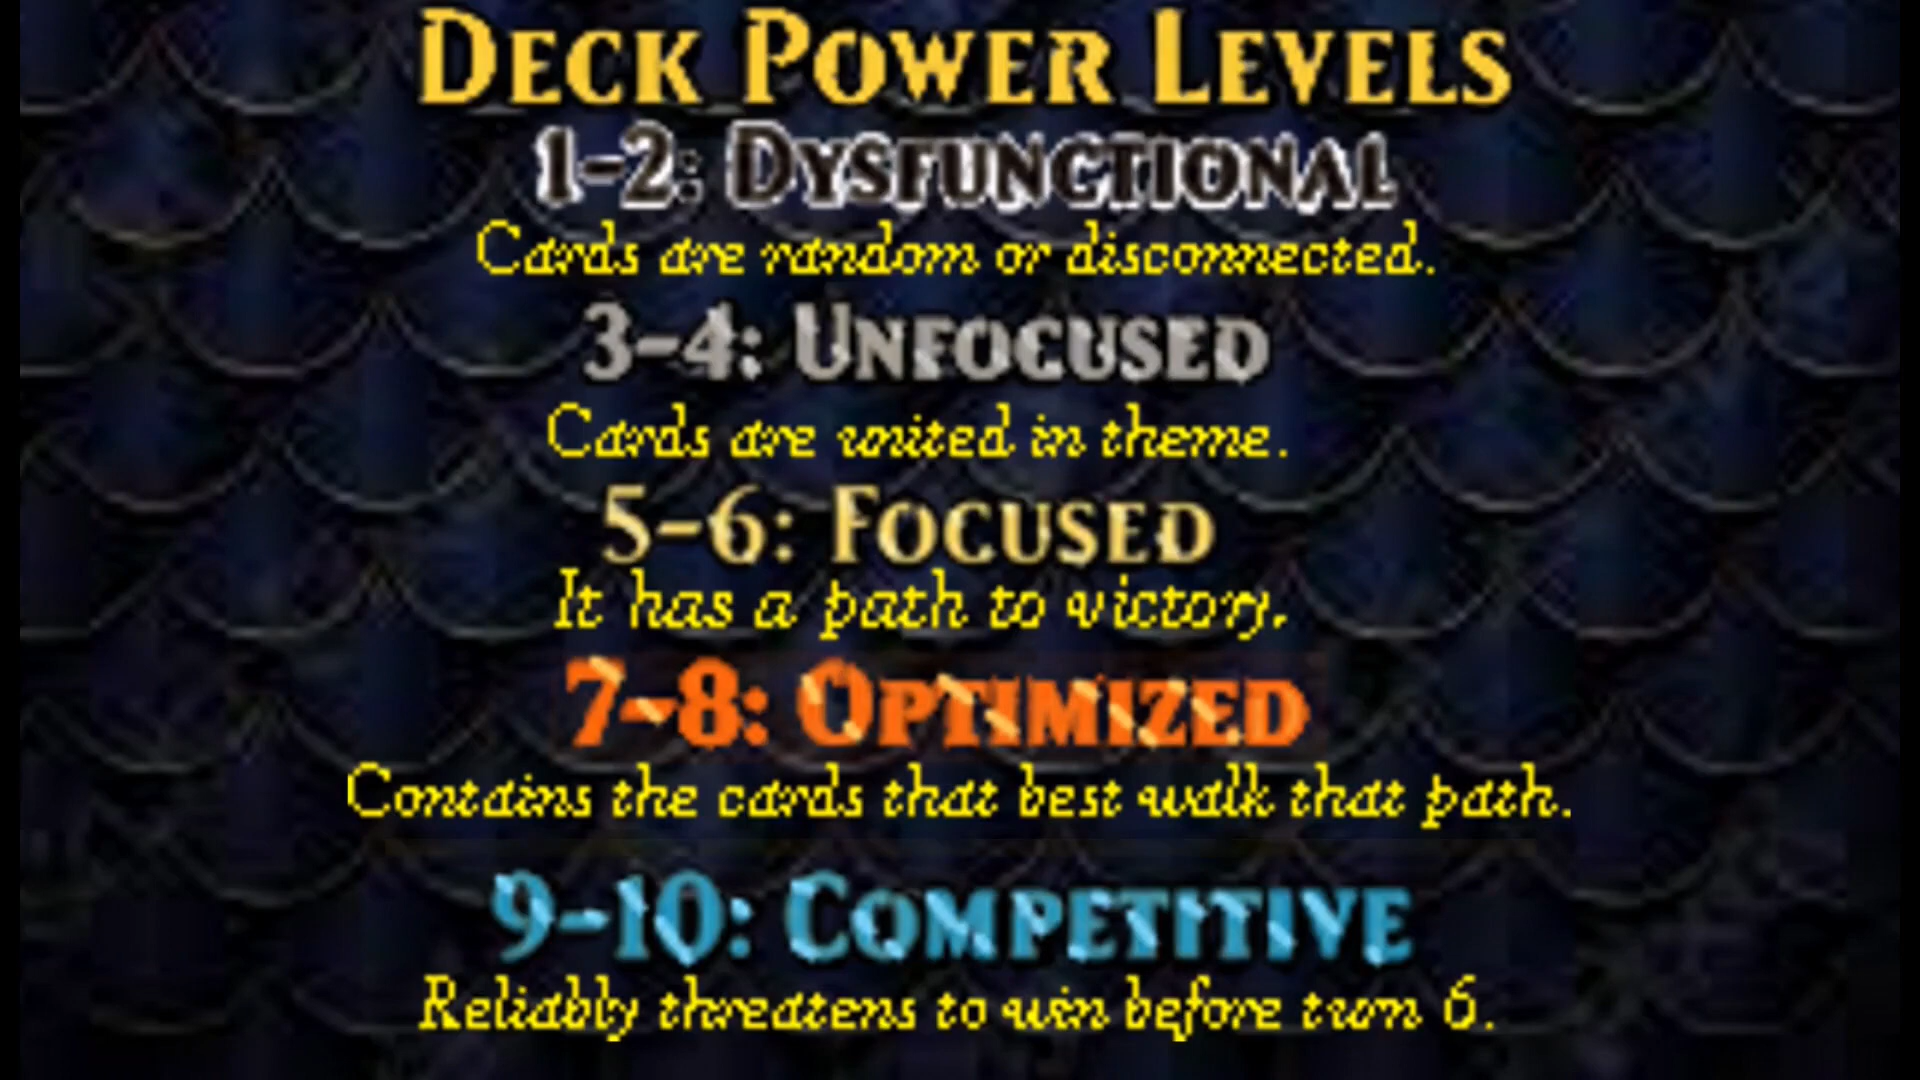 DECK POWER LEVELS
1-2: DYSFUNCTIONAL
Cards are random or disconnected.
3-4: UNFOCUSED
Cards are united in theme.
5-6: FOCUSED
It has a path to victory.
7-8: OPTIMIZED
Contains the cards that best walk that path.
9-10: COMPETITIVE
Reliably threatens to win before turn 6.